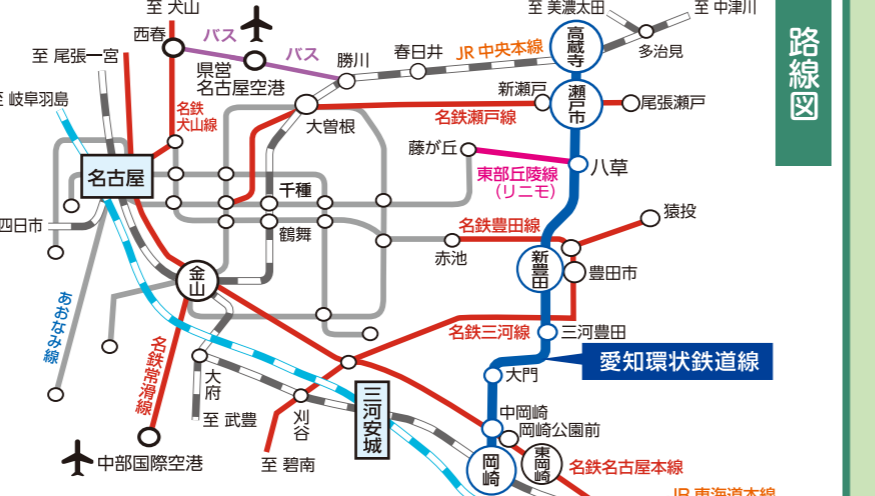 至 犬山
至 美濃太田
至 中津川
西春
バス
バス
高蔵寺
多治見
至 尾張一宮
県営
名古屋空港
勝川
春日井
JR 中央本線
路線図
至 岐阜羽島
名鉄
犬山線
大曽根
新瀬戸
名鉄瀬戸線
瀬戸市
尾張瀬戸
名古屋
藤が丘
東部丘陵線
(リニモ)
八草
千種
四日市
鶴舞
名鉄豊田線
猿投
赤池
金山
新豊田
豊田市
あおなみ線
名鉄三河線
三河豊田
名鉄常滑線
愛知環状鉄道線
大府
大門
三河安城
至 武豊
刈谷
中岡崎
岡崎公園前
中部国際空港
至 碧南
岡崎
東岡崎
名鉄名古屋本線
JR 東海道本線